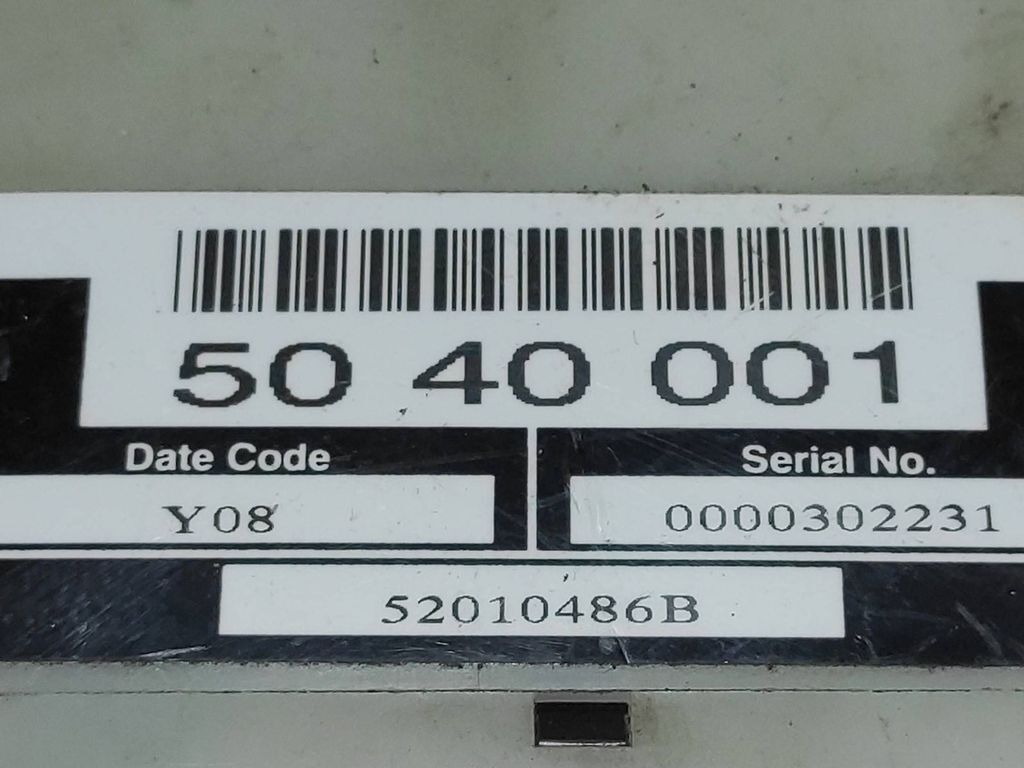 50 40 001
Date Code
Serial No.
Y08
0000302231
52010486B